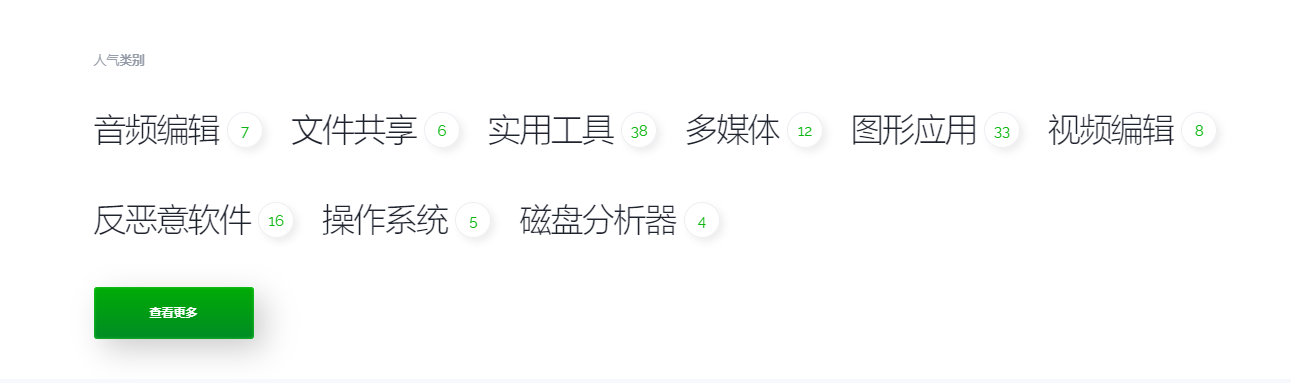 人气类别
音频编辑 7 文件共享 6 实用工具 38 多媒体 12 图形应用 33 视频编辑 8
反恶意软件 16 操作系统 5 磁盘分析器 4
查看更多